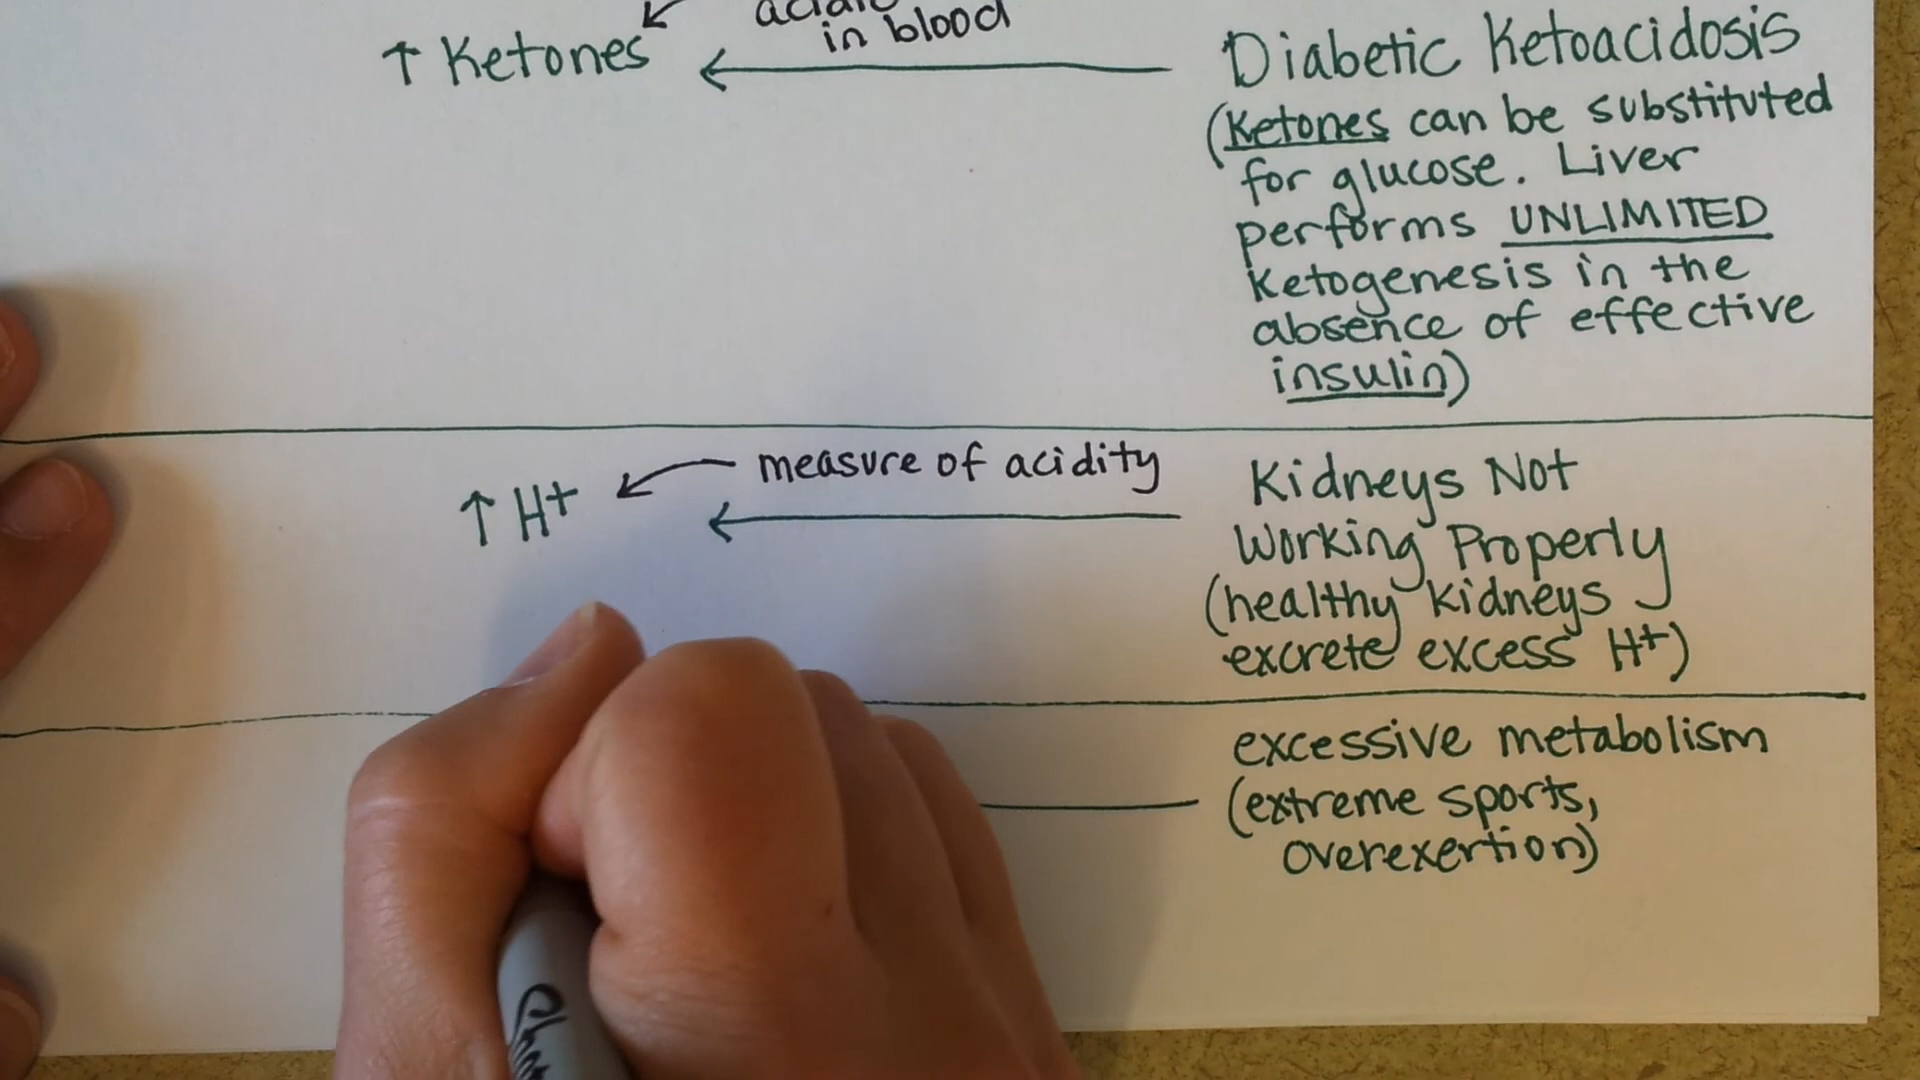 in blood
↑ Ketones
Diabetic Ketoacidosis
(Ketones can be substituted
for glucose. Liver
performs UNLIMITED
Ketogenesis in the
absence of effective
insulin)
↑ H+
measure of acidity
Kidneys Not
Working Properly
(healthy kidneys
excrete excess H+)
excessive metabolism
(extreme sports,
overexertion)